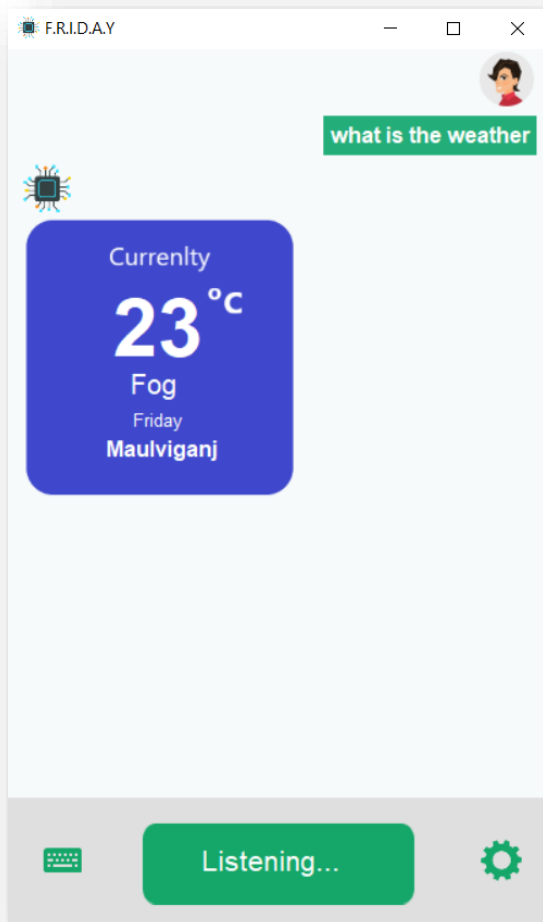 F.R.I.D.A.Y
what is the weather
Currenlty
23 °C
Fog
Friday
Maulviganj
Listening...